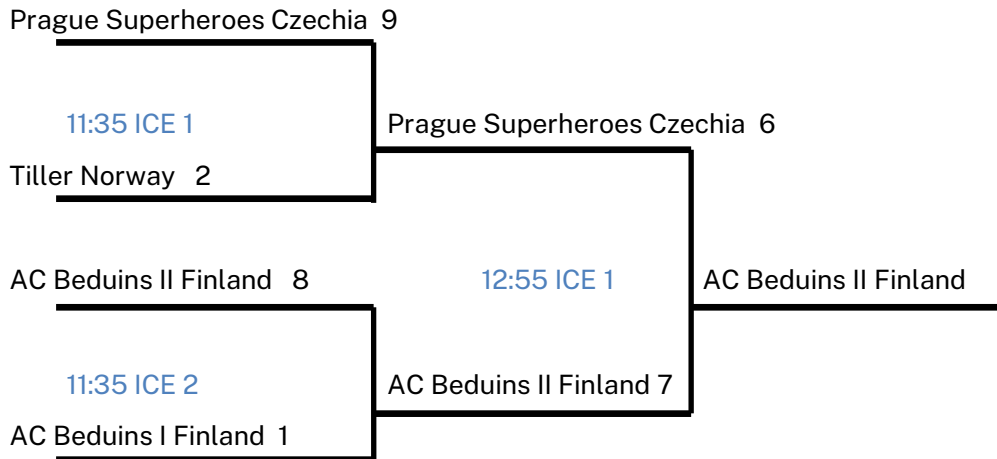 Prague Superheroes Czechia 9
11:35 ICE 1
Prague Superheroes Czechia 6
Tiller Norway 2
AC Beduins II Finland 8
12:55 ICE 1
AC Beduins II Finland
11:35 ICE 2
AC Beduins II Finland 7
AC Beduins I Finland 1